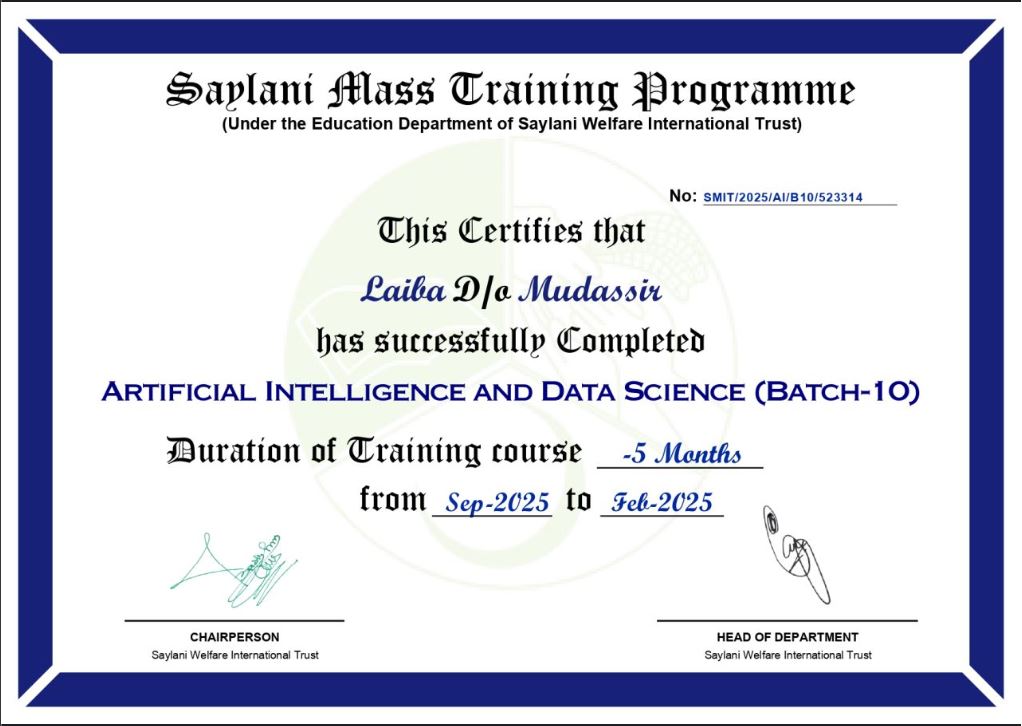 Saylani Mass Training Programme
(Under the Education Department of Saylani Welfare International Trust)
No: SMIT/2025/AI/B10/523314
This Certifies that
Laiba D/o Mudassir
has successfully Completed
ARTIFICIAL INTELLIGENCE AND DATA SCIENCE (BATCH-10)
Duration of Training course -5 Months
from Sep-2025 to Feb-2025
CHAIRPERSON
Saylani Welfare International Trust
HEAD OF DEPARTMENT
Saylani Welfare International Trust